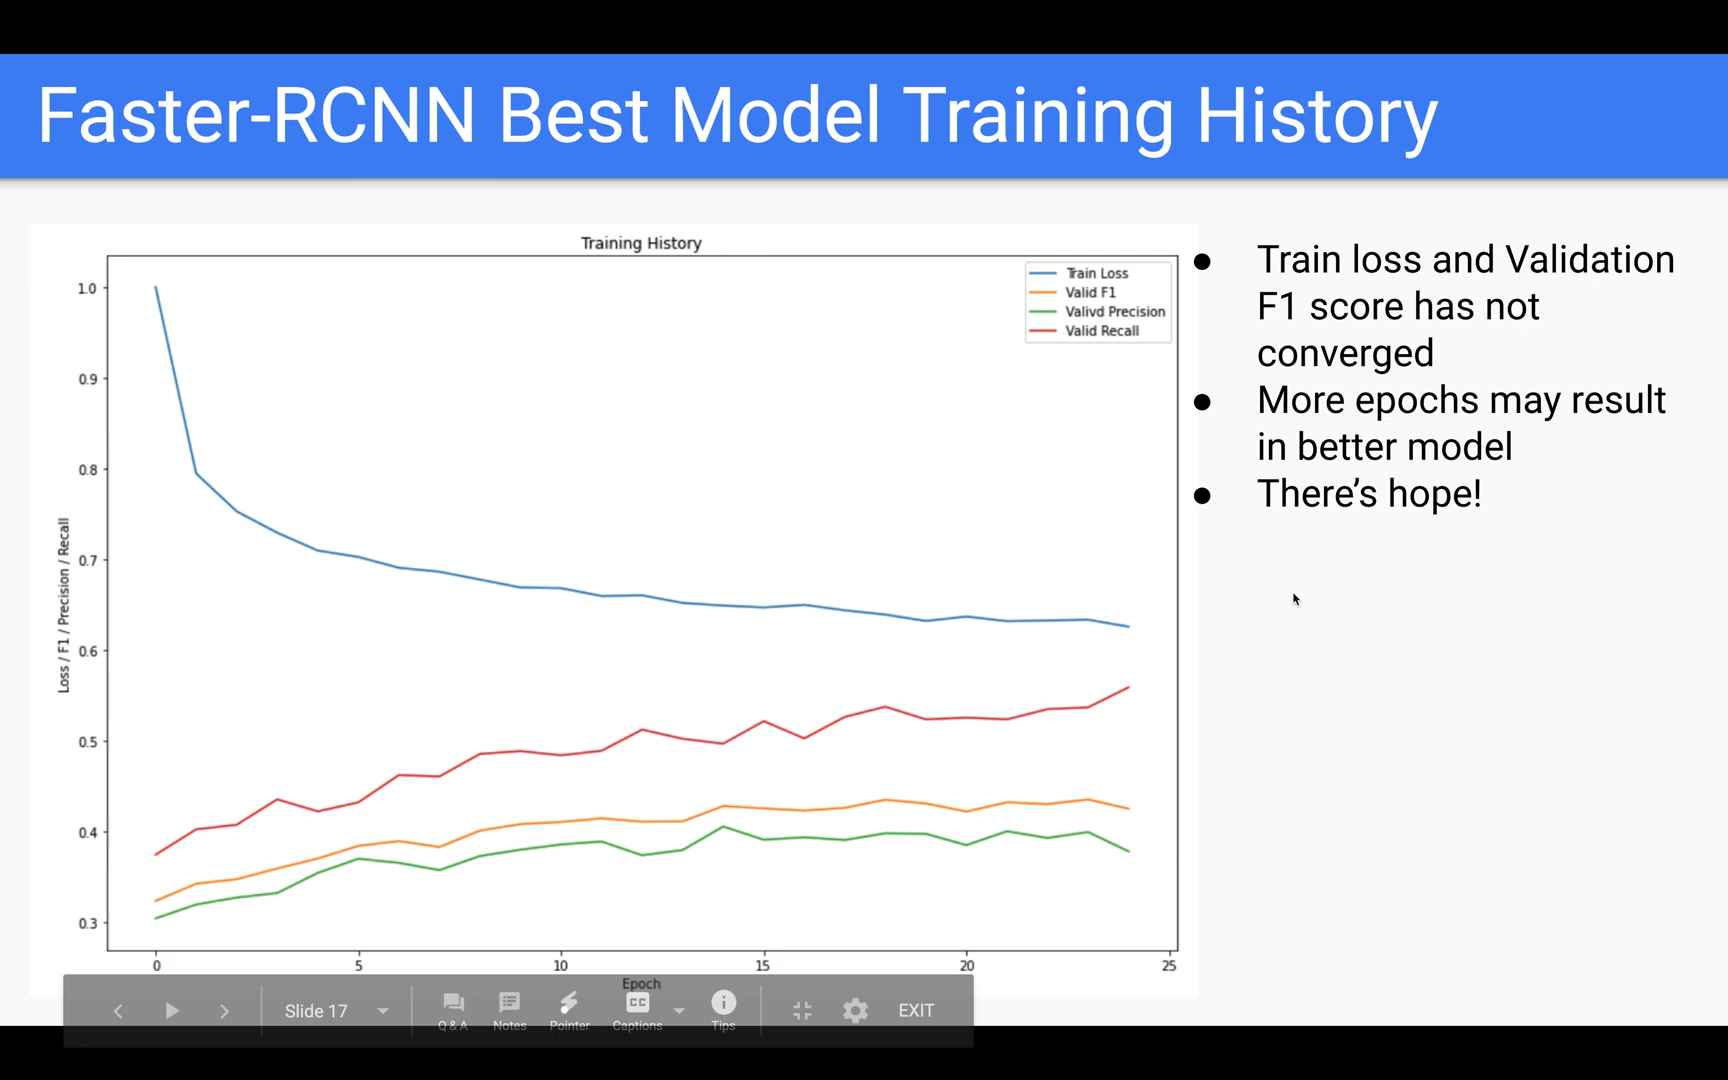 Faster-RCNN Best Model Training History
Training History
Train Loss
Valid F1
Valivd Precision
Valid Recall
1.0
0.9
0.8
0.7
0.6
0.5
0.4
0.3
Loss / F1 / Precision / Recall
0 5 10 15 20 25
Epoch
● Train loss and Validation
F1 score has not
converged
● More epochs may result
in better model
● There’s hope!
Slide 17
Q & A
Notes
Pointer
CC
Captions
Tips
EXIT